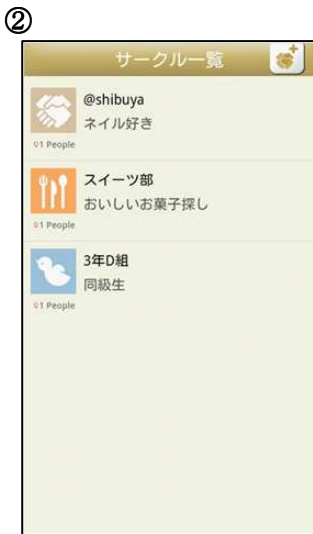 ②
サークル一覧
@shibuya
ネイル好き
1 People
スイーツ部
おいしいお菓子探し
1 People
3年D組
同級生
1 People